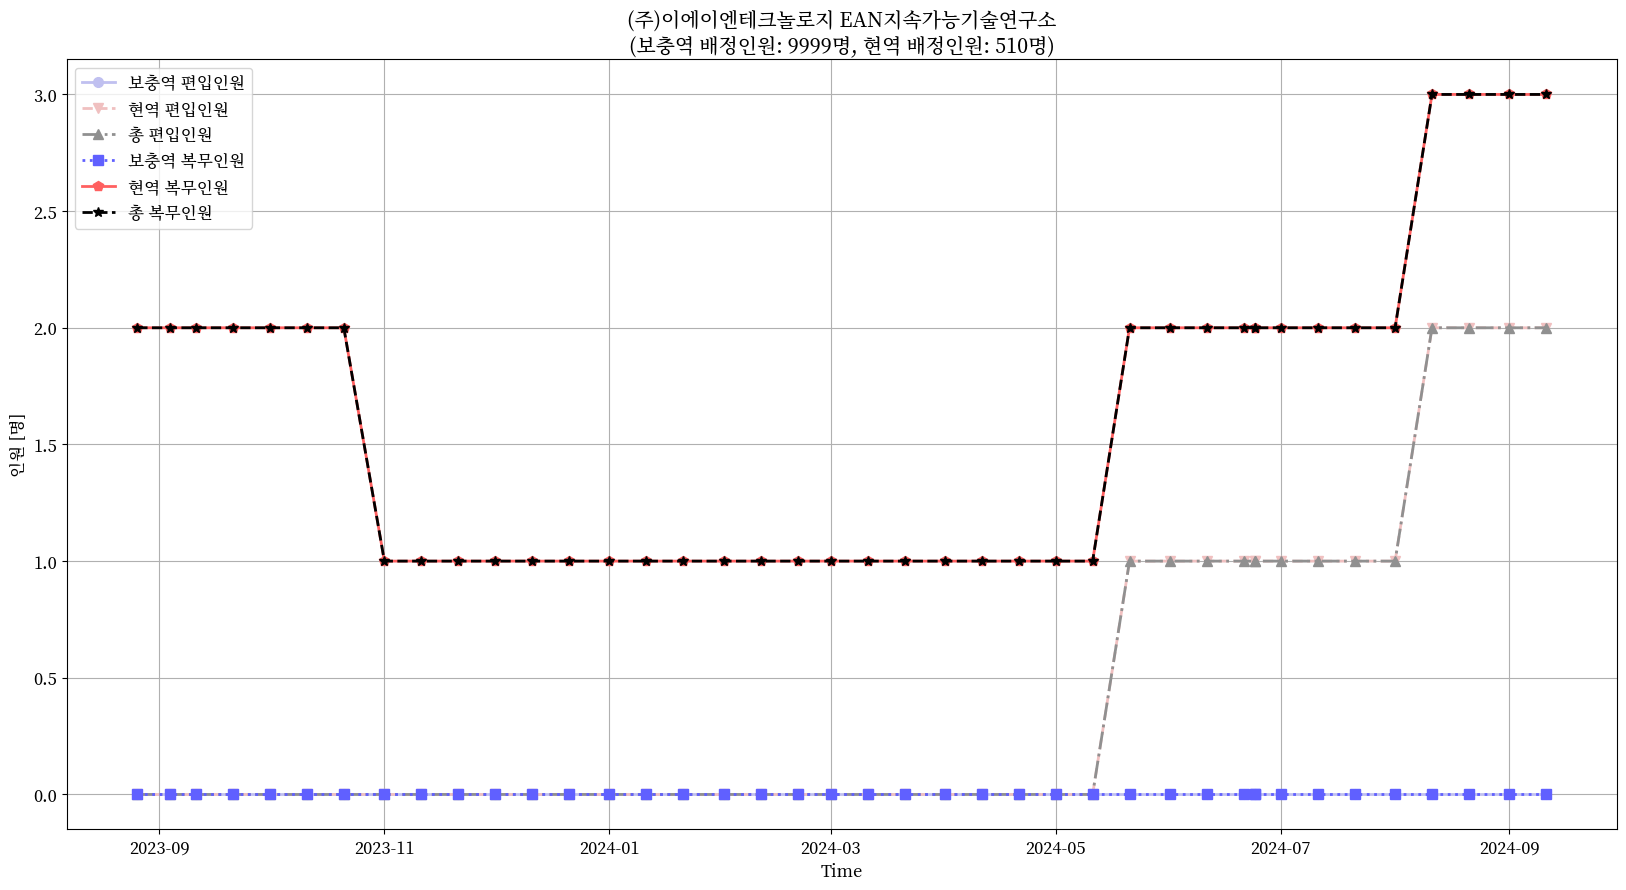 (주)이에이엔테크놀로지 EAN지속가능기술연구소
(보충역 배정인원: 9999명, 현역 배정인원: 510명)
보충역 편입인원
현역 편입인원
총 편입인원
보충역 복무인원
현역 복무인원
총 복무인원
3.0
2.5
2.0
1.5
1.0
0.5
0.0
인원 [명]
2023-09
2023-11
2024-01
2024-03
2024-05
2024-07
2024-09
Time